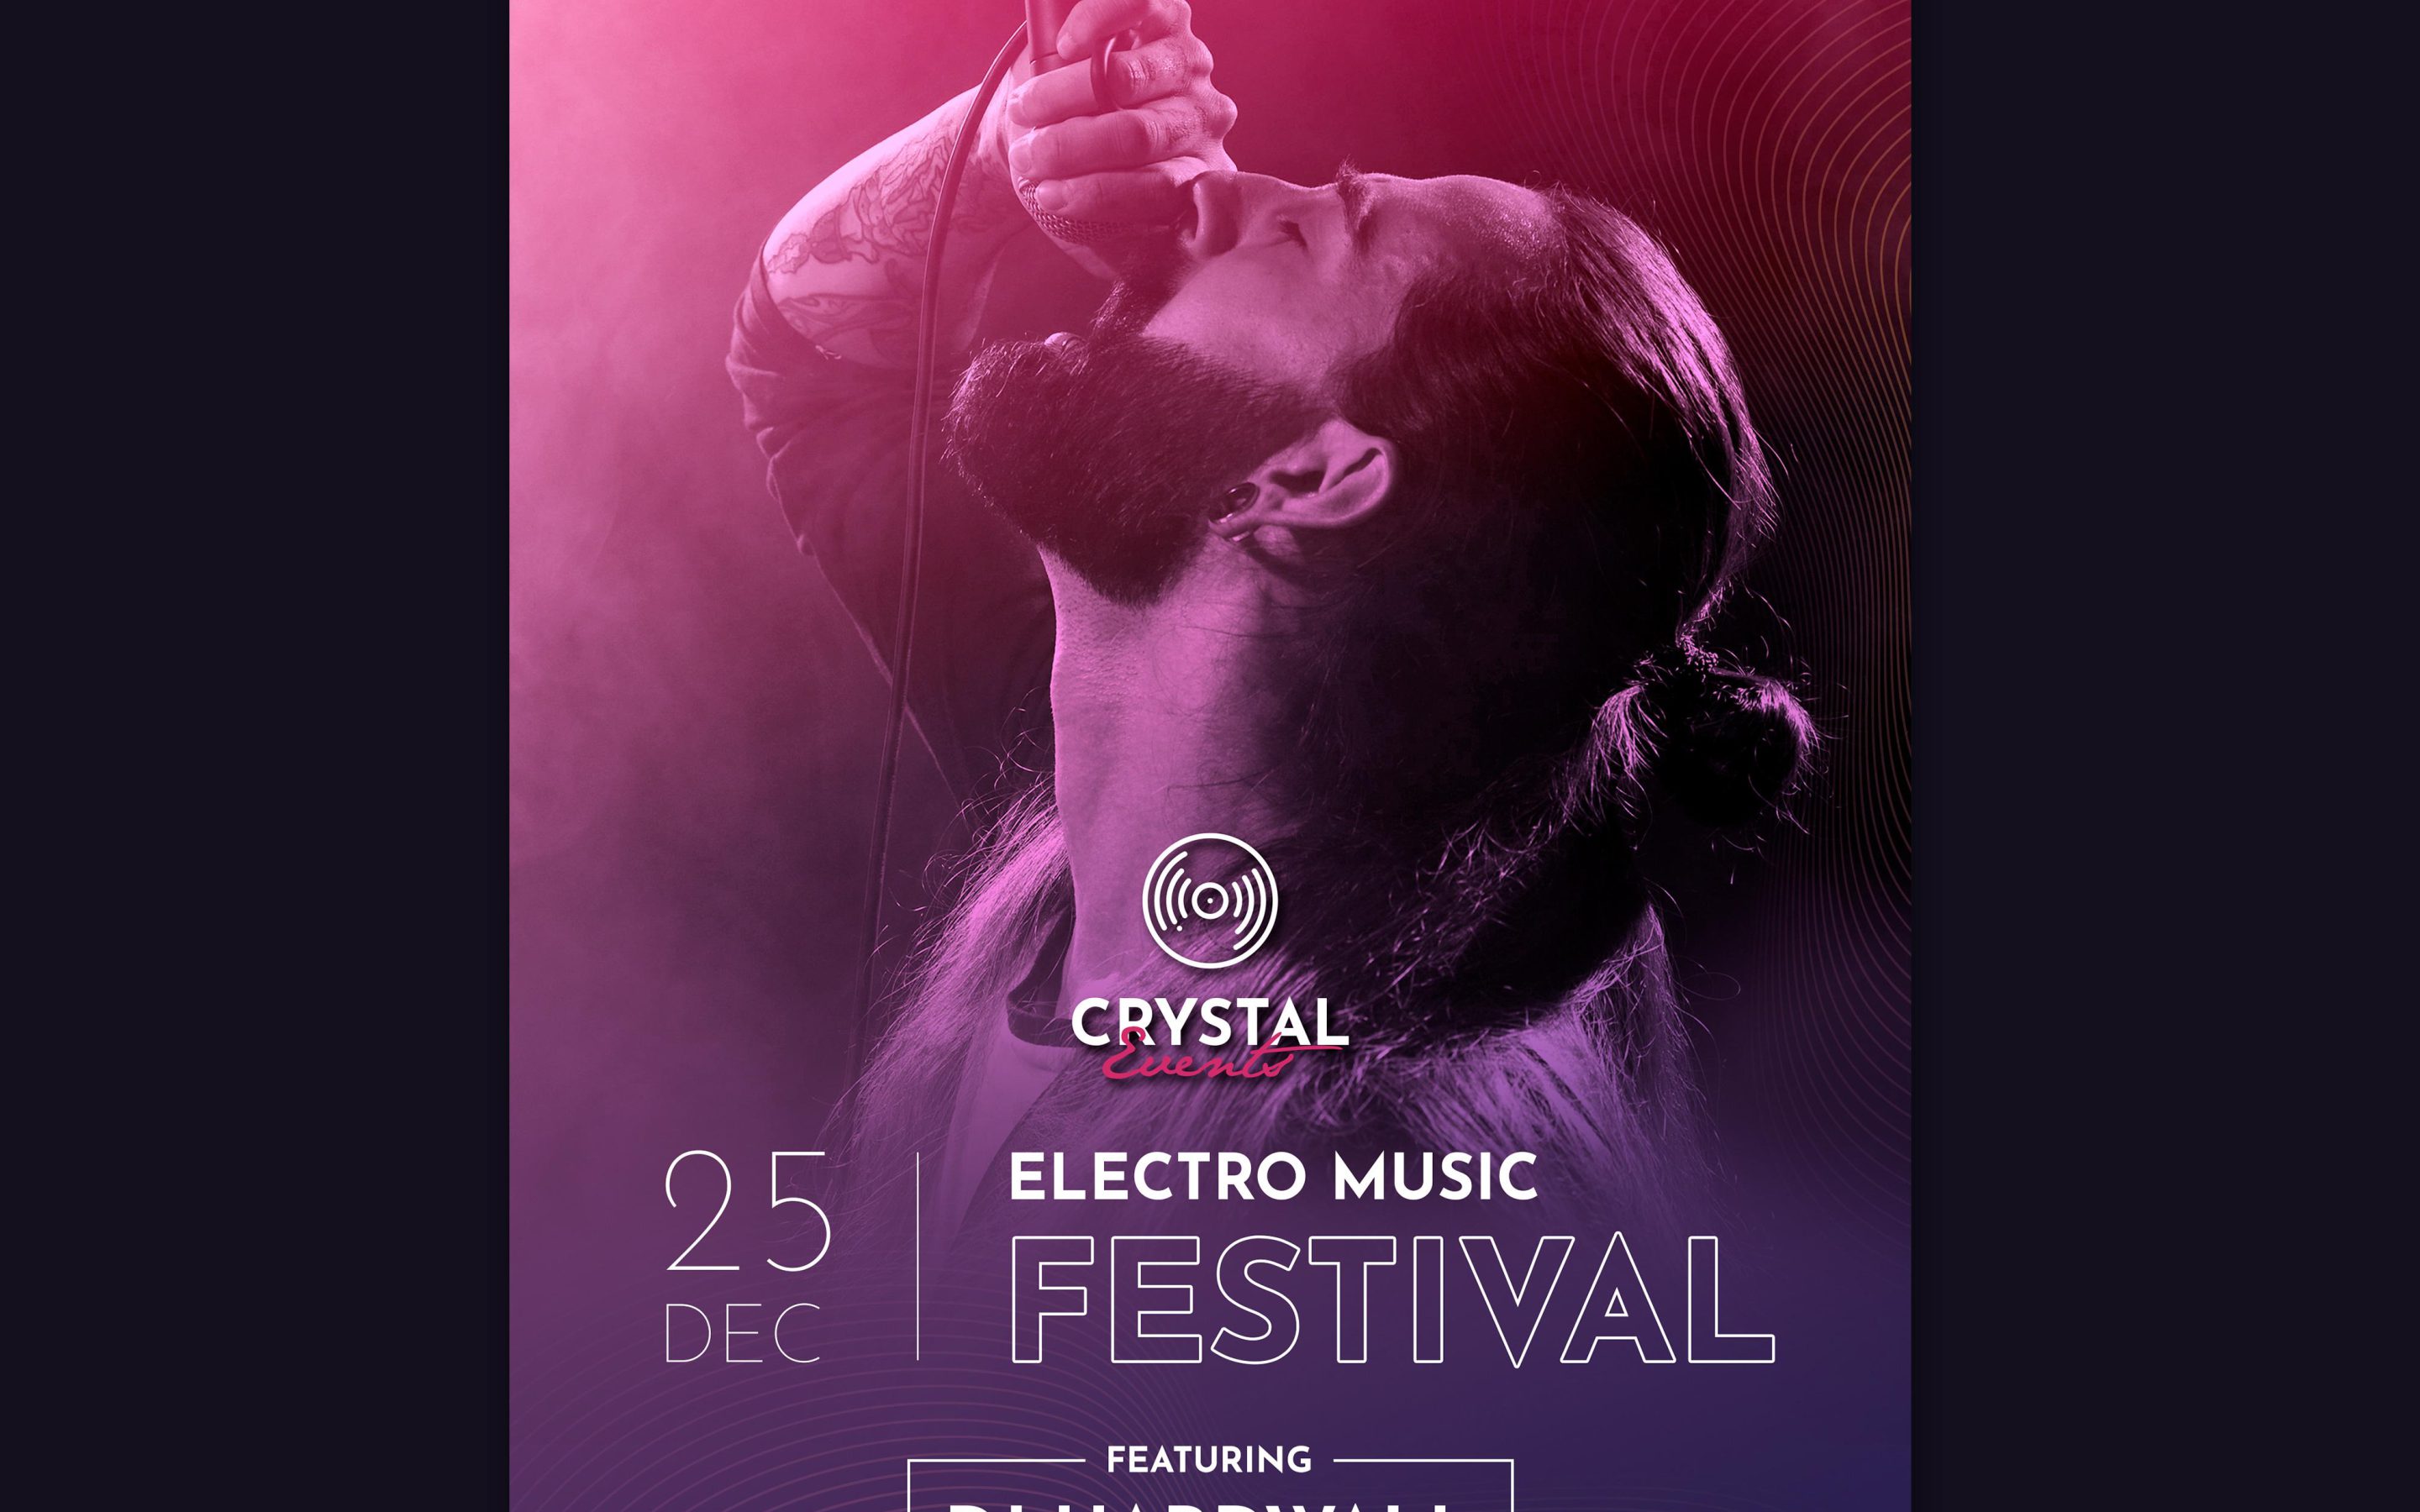 CRYSTAL
Events
25
DEC
ELECTRO MUSIC
FESTIVAL
FEATURING